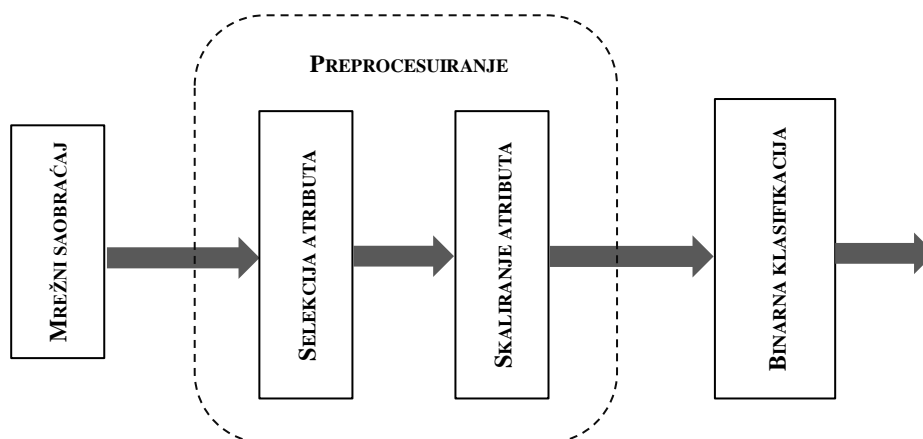 PREPROCESUIRANJE
MREŽNI SAOBRAĆAJ
SELEKCIJA ATRIBUTA
SKALIRANJE ATRIBUTA
BINARNA KLASIFIKACIJA